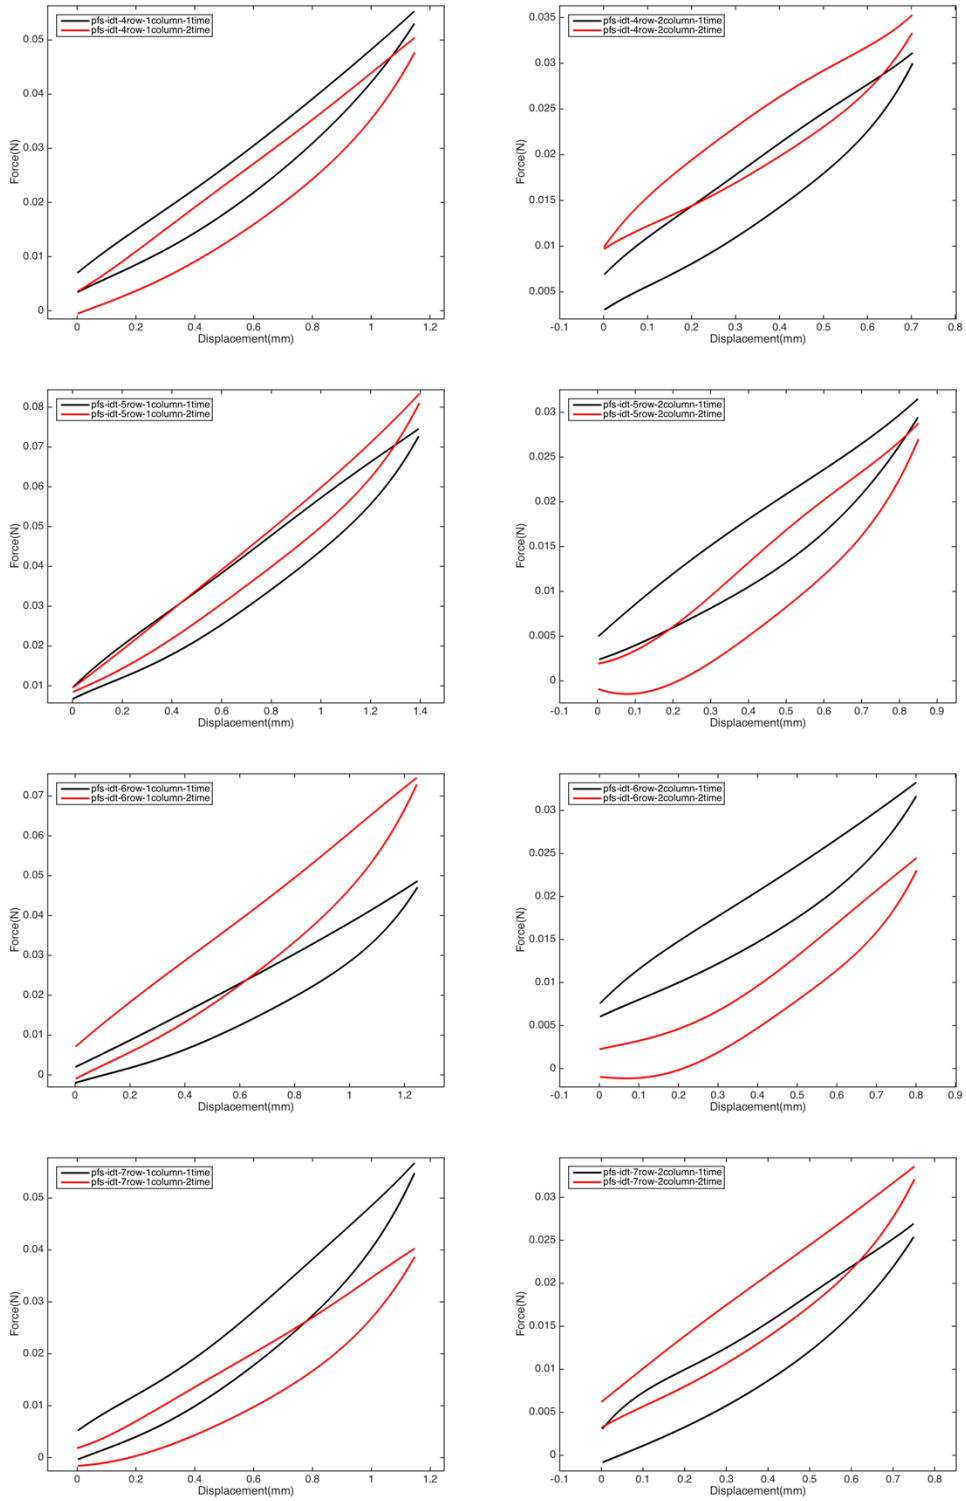 pfs-idt-4row-1column-1time
pfs-idt-4row-1column-2time
0.05
0.04
0.03
0.02
0.01
0
Force(N)
0 0.2 0.4 0.6 0.8 1 1.2
Displacement(mm)
pfs-idt-4row-2column-1time
pfs-idt-4row-2column-2time
0.035
0.03
0.025
0.02
0.015
0.01
0.005
Force(N)
-0.1 0 0.1 0.2 0.3 0.4 0.5 0.6 0.7 0.8
Displacement(mm)
pfs-idt-5row-1column-1time
pfs-idt-5row-1column-2time
0.08
0.07
0.06
0.05
0.04
0.03
0.02
0.01
Force(N)
0 0.2 0.4 0.6 0.8 1 1.2 1.4
Displacement(mm)
pfs-idt-5row-2column-1time
pfs-idt-5row-2column-2time
0.03
0.025
0.02
0.015
0.01
0.005
0
Force(N)
-0.1 0 0.1 0.2 0.3 0.4 0.5 0.6 0.7 0.8 0.9
Displacement(mm)
pfs-idt-6row-1column-1time
pfs-idt-6row-1column-2time
0.07
0.06
0.05
0.04
0.03
0.02
0.01
0
Force(N)
0 0.2 0.4 0.6 0.8 1 1.2
Displacement(mm)
pfs-idt-6row-2column-1time
pfs-idt-6row-2column-2time
0.03
0.025
0.02
0.015
0.01
0.005
0
Force(N)
-0.1 0 0.1 0.2 0.3 0.4 0.5 0.6 0.7 0.8 0.9
Displacement(mm)
pfs-idt-7row-1column-1time
pfs-idt-7row-1column-2time
0.05
0.04
0.03
0.02
0.01
0
Force(N)
0 0.2 0.4 0.6 0.8 1 1.2
Displacement(mm)
pfs-idt-7row-2column-1time
pfs-idt-7row-2column-2time
0.03
0.025
0.02
0.015
0.01
0.005
0
Force(N)
-0.1 0 0.1 0.2 0.3 0.4 0.5 0.6 0.7 0.8
Displacement(mm)